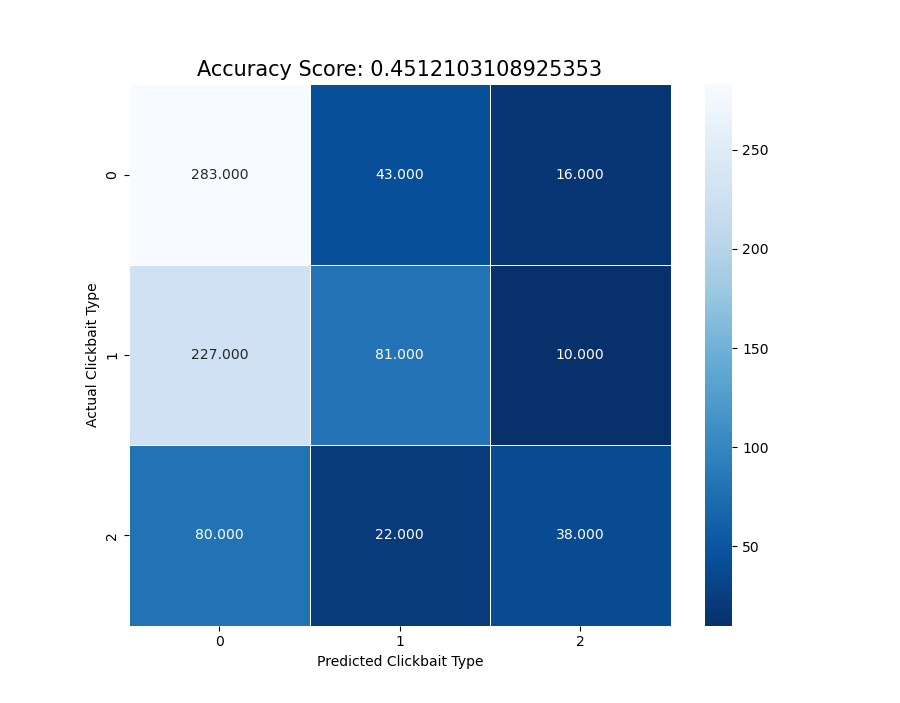 Accuracy Score: 0.4512103108925353
0 283.000 43.000 16.000
1 227.000 81.000 10.000
2 80.000 22.000 38.000
0 1 2
Predicted Clickbait Type
Actual Clickbait Type
250
200
150
100
50